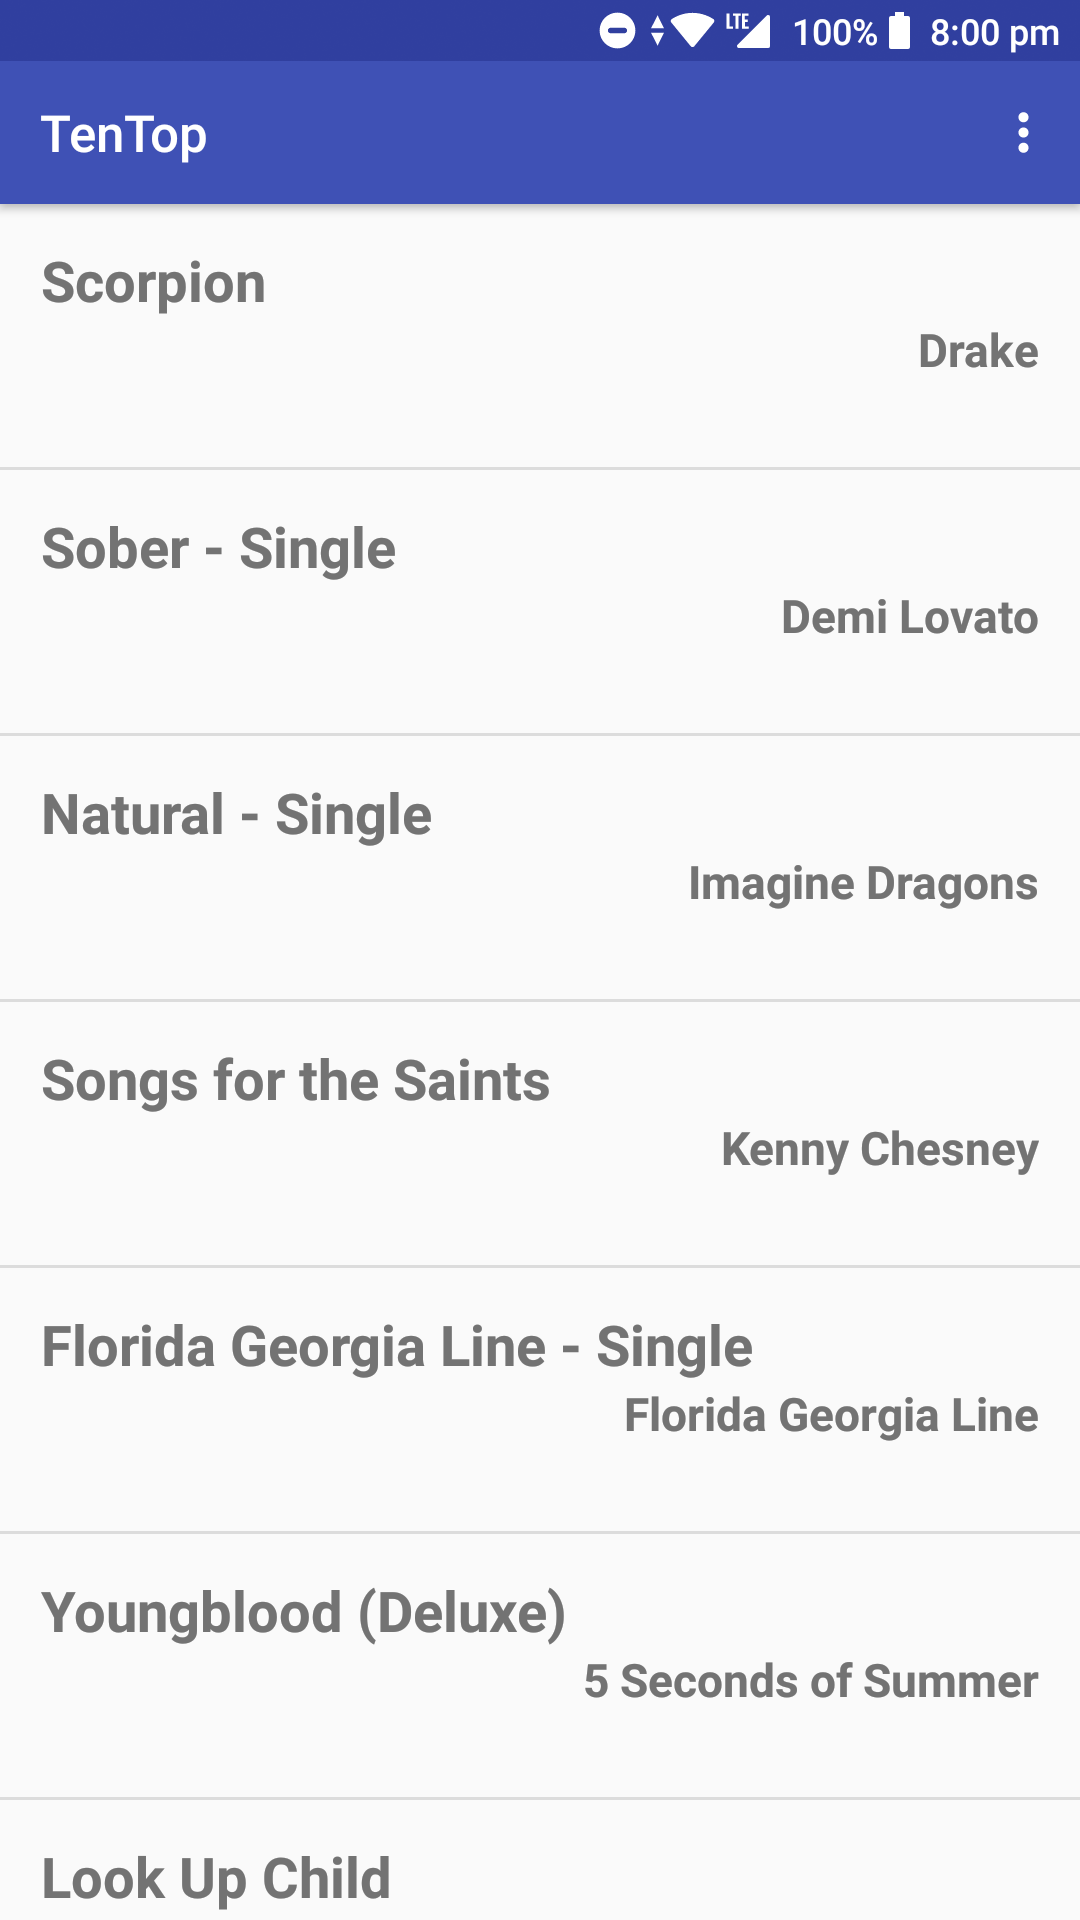 LTE 100% 8:00 pm
TenTop
Scorpion
Drake
Sober - Single
Demi Lovato
Natural - Single
Imagine Dragons
Songs for the Saints
Kenny Chesney
Florida Georgia Line - Single
Florida Georgia Line
Youngblood (Deluxe)
5 Seconds of Summer
Look Up Child